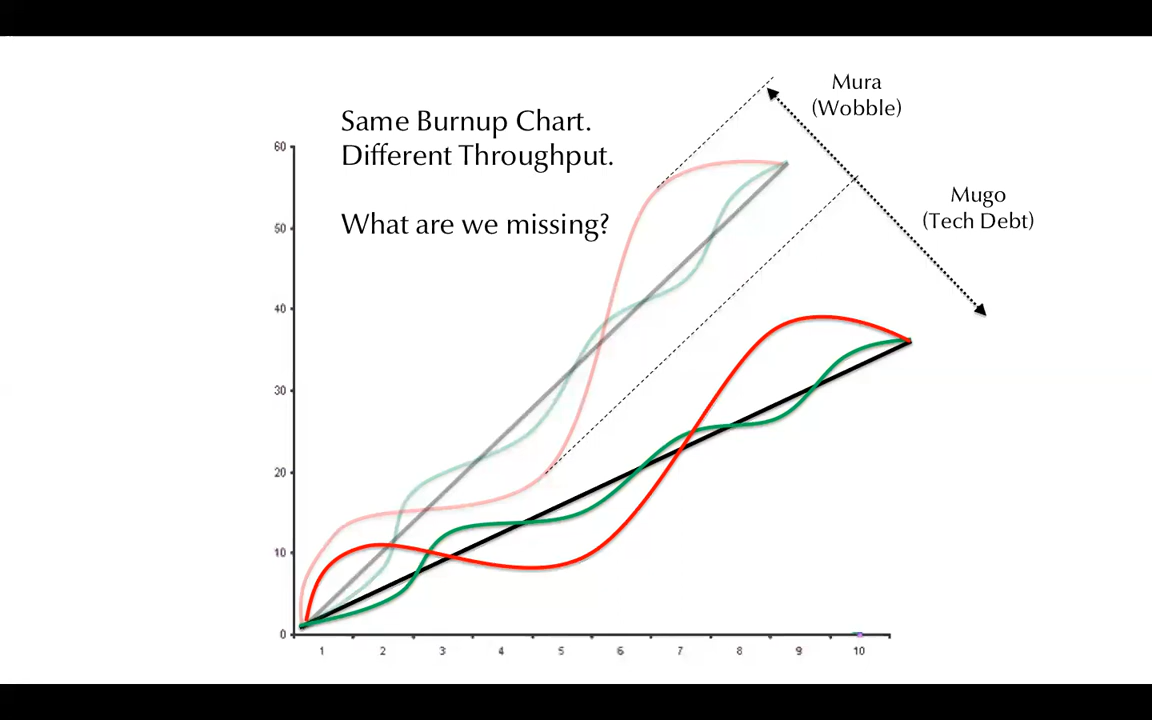 Same Burnup Chart.
Different Throughput.
What are we missing?
Mura
(Wobble)
Mugo
(Tech Debt)
60
50
40
30
20
10
0
1 2 3 4 5 6 7 8 9 10